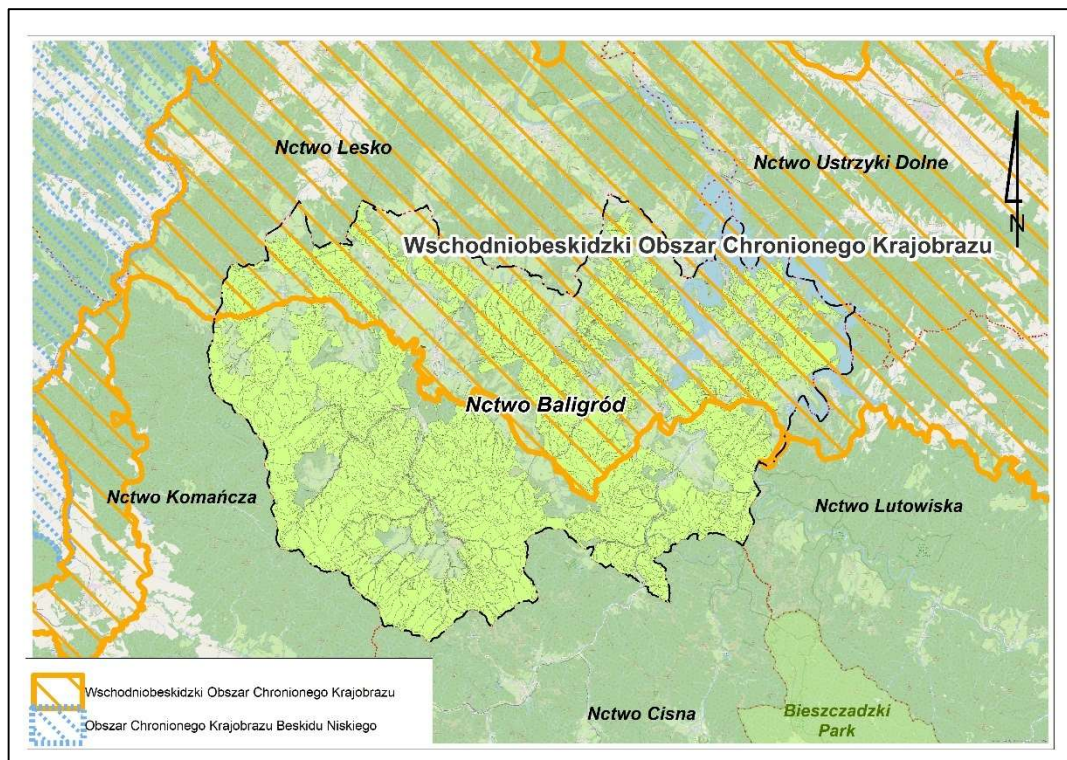 Nctwo Lesko
Nctwo Ustrzyki Dolne
N
Wschodniobeskidzki Obszar Chronionego Krajobrazu
Nctwo Baligród
Nctwo Komańcza
Nctwo Lutowiska
Wschodniobeskidzki Obszar Chronionego Krajobrazu
Obszar Chronionego Krajobrazu Beskidu Niskiego
Nctwo Cisna
Bieszczadzki
Park